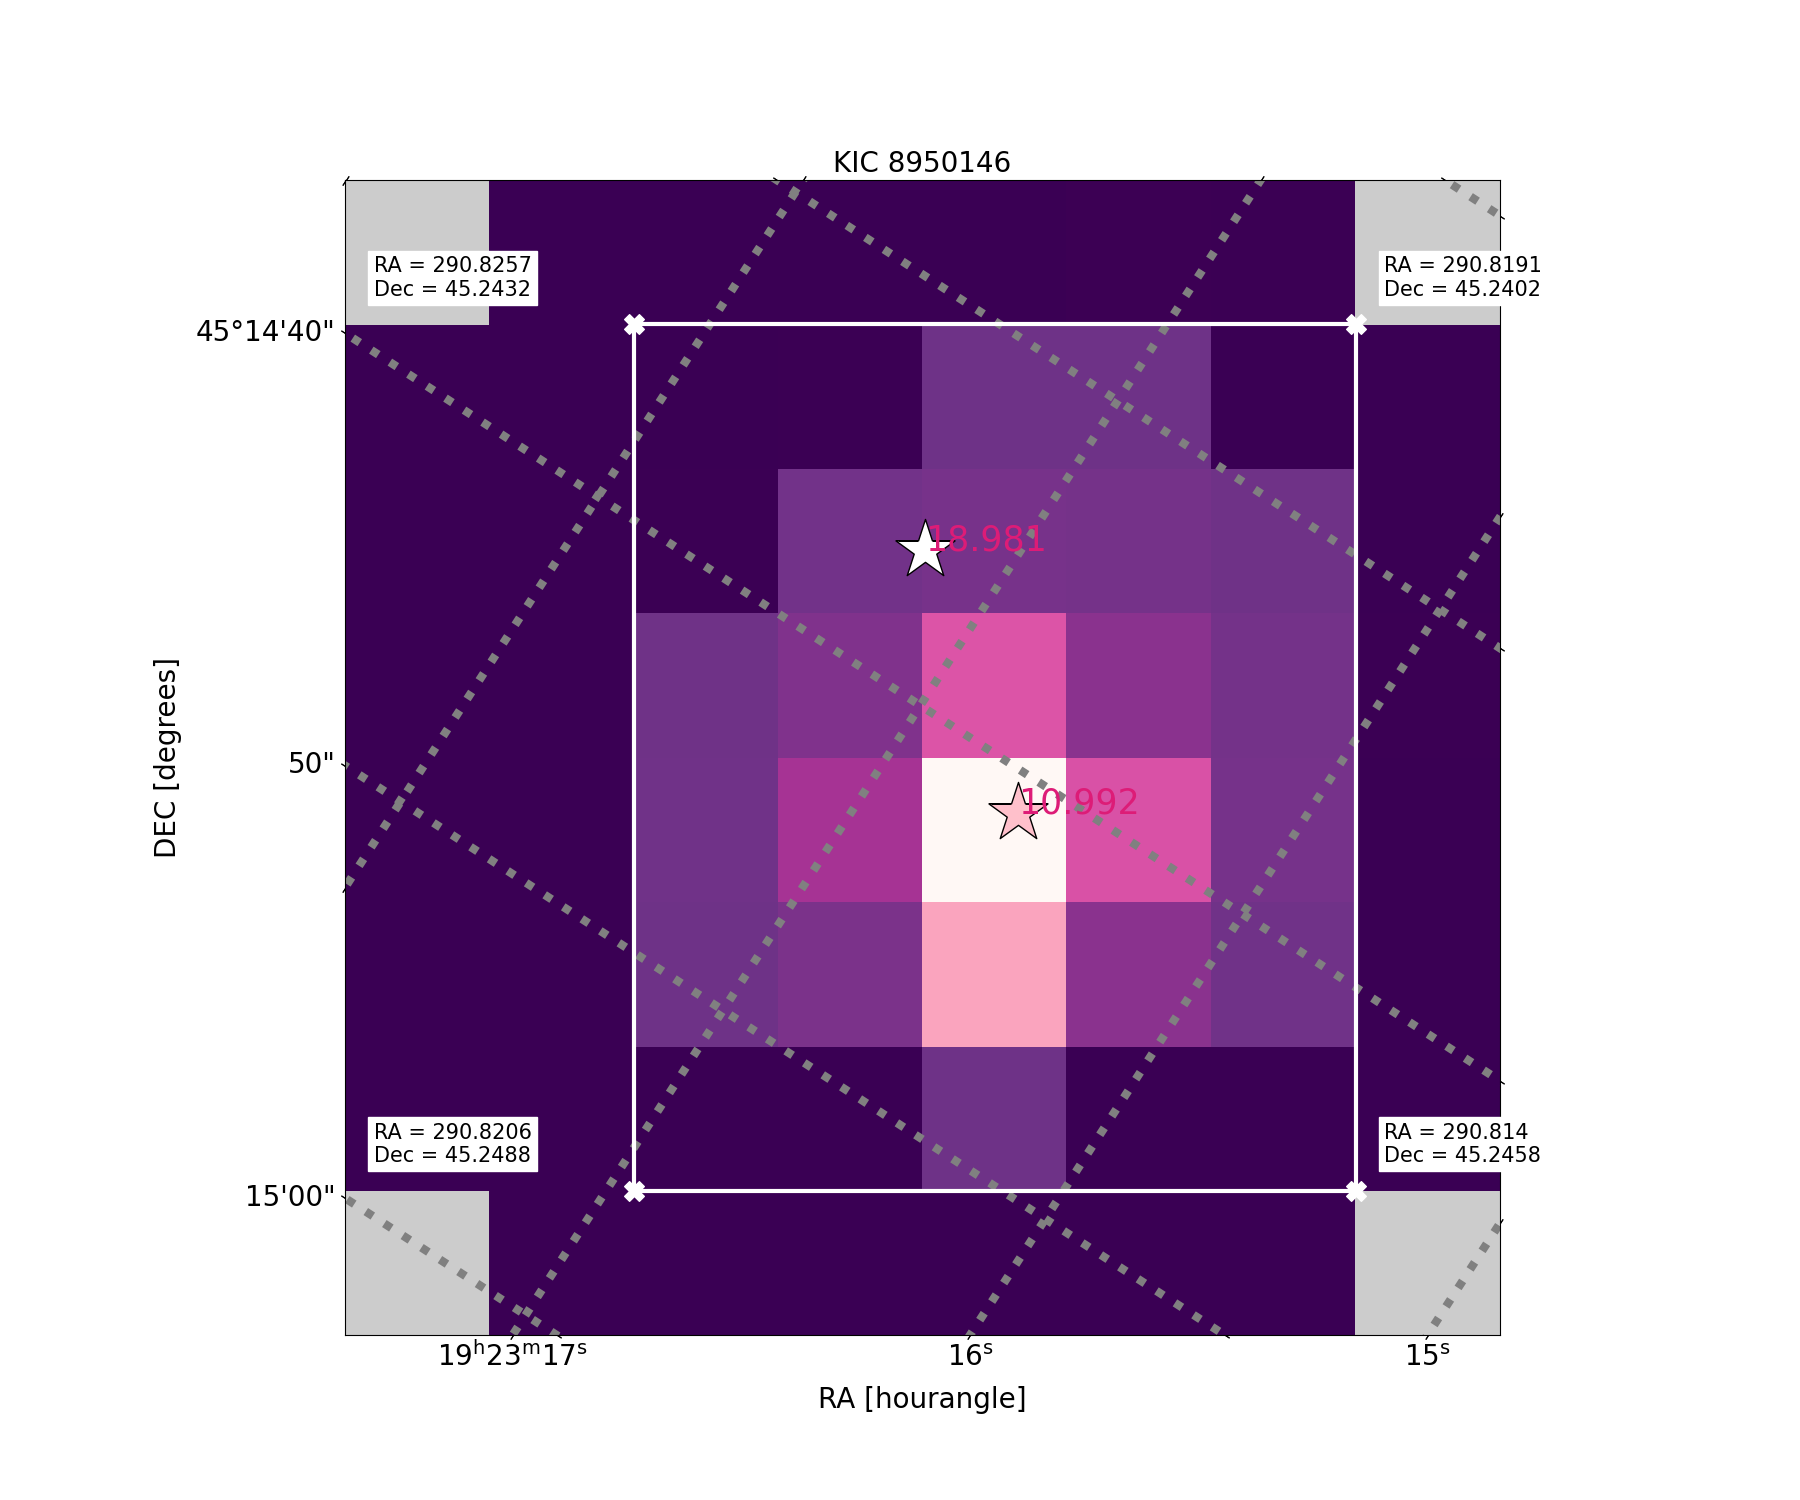 KIC 8950146
RA = 290.8257
Dec = 45.2432
RA = 290.8191
Dec = 45.2402
45°14'40"
18.981
50"
10.992
DEC [degrees]
RA = 290.8206
Dec = 45.2488
RA = 290.814
Dec = 45.2458
15'00"
19ʰ23ᵐ17ˢ
16ˢ
15ˢ
RA [hourangle]